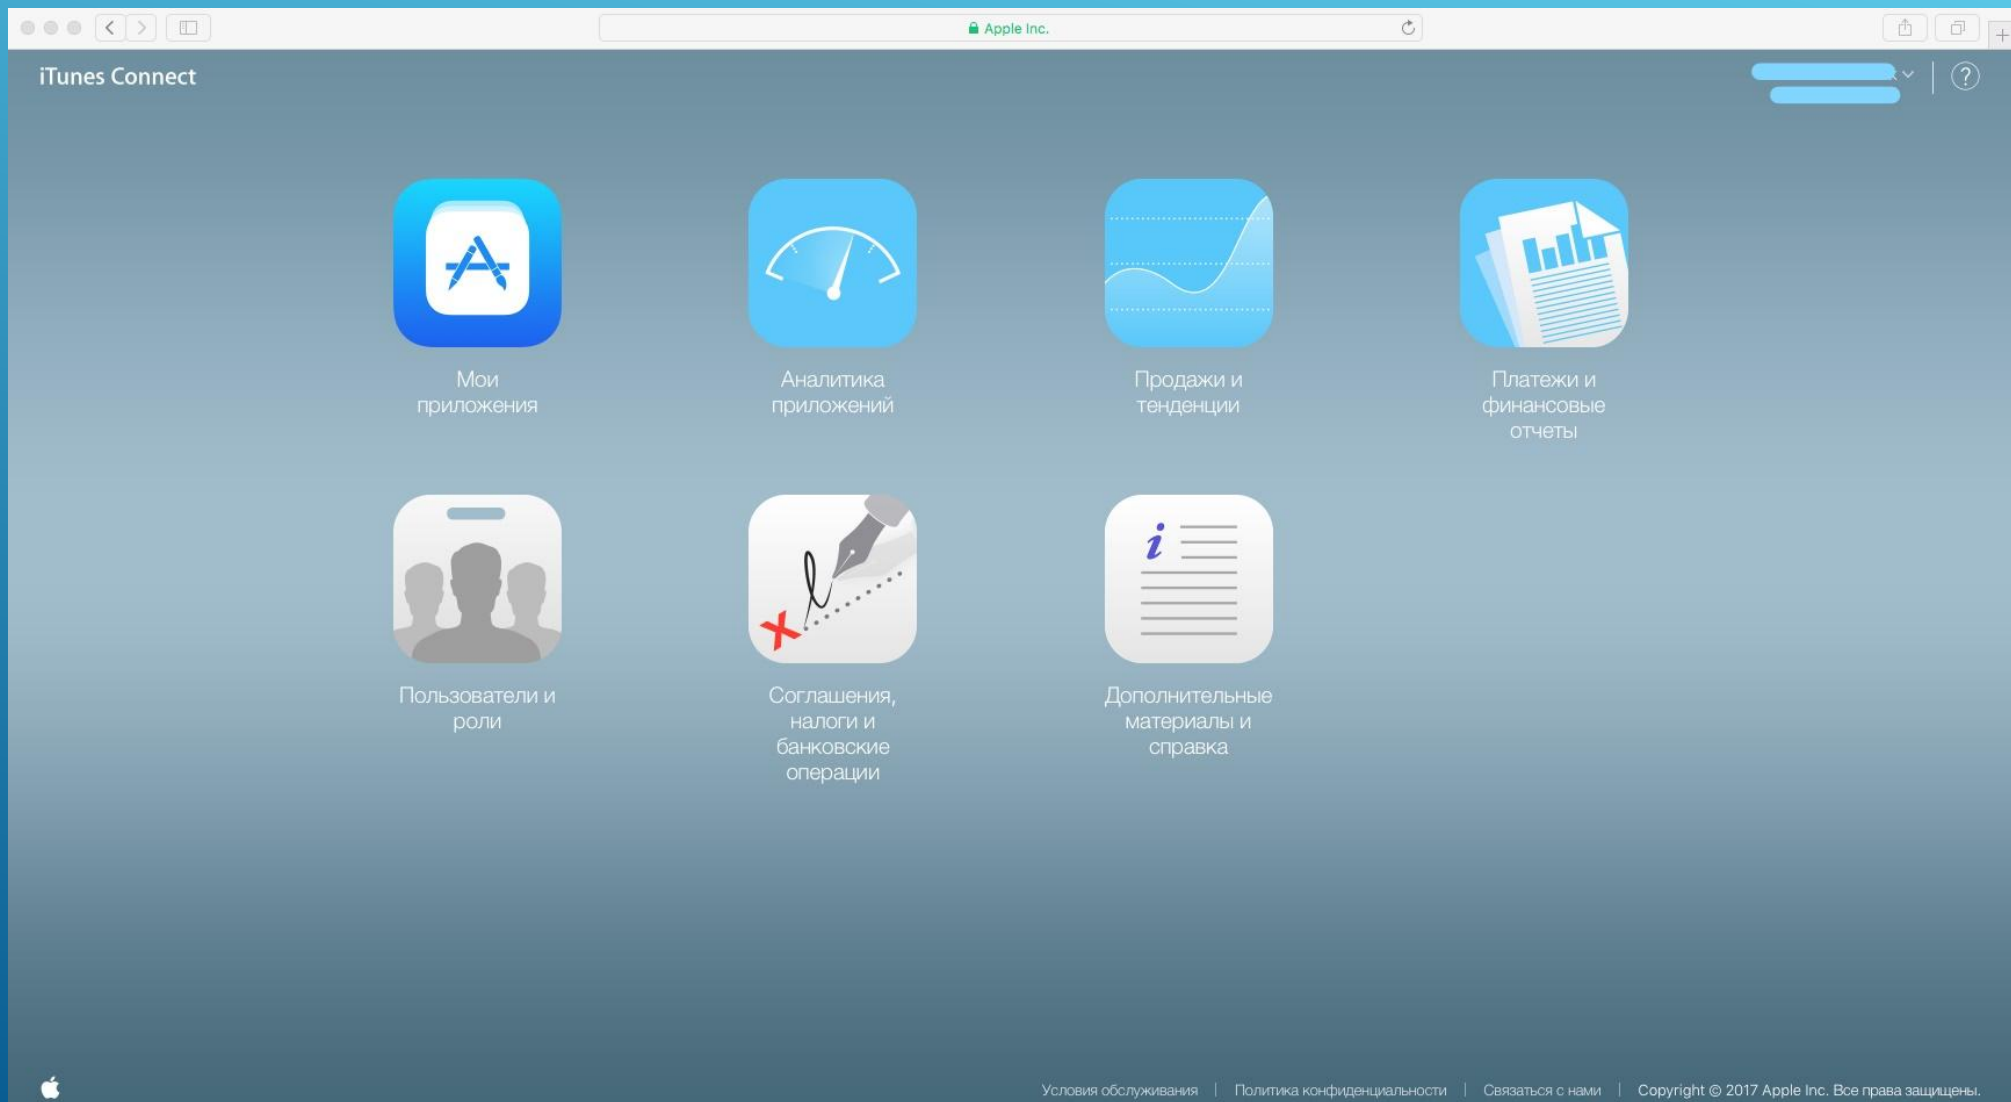 Apple Inc.
iTunes Connect
Мои
приложения
Аналитика
приложений
Продажи и
тенденции
Платежи и
финансовые
отчеты
Пользователи и
роли
Соглашения,
налоги и
банковские
операции
Дополнительные
материалы и
справка
Условия обслуживания | Политика конфиденциальности | Связаться с нами | Copyright © 2017 Apple Inc. Все права защищены.